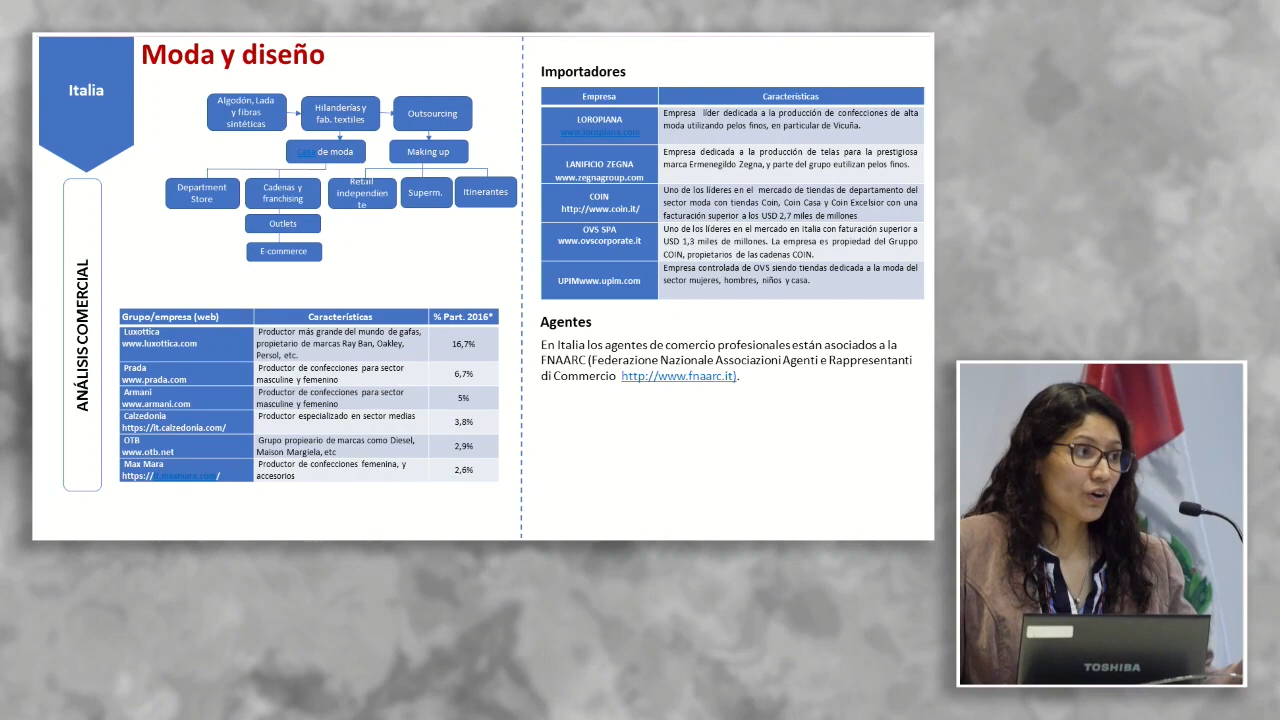 Moda y diseño
Italia
ANÁLISIS COMERCIAL
Algodón, Lada
y fibras
sintéticas
Hilanderías y
fab. textiles
Outsourcing
Casa de moda
Making up
Department
Store
Cadenas y
franchising
Retail
independien
te
Superm.
Itinerantes
Outlets
E-commerce
Grupo/empresa (web) Características % Part. 2016*
Luxottica
www.luxottica.com
Productor más grande del mundo de gafas,
propietario de marcas Ray Ban, Oakley,
Persol, etc.
16,7%
Prada
www.prada.com
Productor de confecciones para sector
masculine y femenino
6,7%
Armani
www.armani.com
Productor de confecciones para sector
masculine y femenino
5%
Calzedonia
https://it.calzedonia.com/
Productor especializado en sector medias
3,8%
OTB
www.otb.net
Grupo propieario de marcas como Diesel,
Maison Margiela, etc
2,9%
Max Mara
https://it.maxmara.com/
Productor de confecciones femenina, y
accesorios
2,6%
Importadores
Empresa Características
LOROPIANA
www.loropiana.com
Empresa líder dedicada a la producción de confecciones de alta
moda utilizando pelos finos, en particular de Vicuña.
LANIFICIO ZEGNA
www.zegnagroup.com
Empresa dedicada a la producción de telas para la prestigiosa
marca Ermenegildo Zegna, y parte del grupo eutilizan pelos finos.
COIN
http://www.coin.it/
Uno de los líderes en el mercado de tiendas de departamento del
sector moda con tiendas Coin, Coin Casa y Coin Excelsior con una
facturación superior a los USD 2,7 miles de millones
OVS SPA
www.ovscorporate.it
Uno de los líderes en el mercado en Italia con faturación superior a
USD 1,3 miles de millones. La empresa es propiedad del Gruppo
COIN, propietarios de las cadenas COIN.
UPIMwww.upim.com
Empresa controlada de OVS siendo tiendas dedicada a la moda del
sector mujeres, hombres, niños y casa.
Agentes
En Italia los agentes de comercio profesionales están asociados a la
FNAARC (Federazione Nazionale Associazioni Agenti e Rappresentanti
di Commercio http://www.fnaarc.it).
TOSHIBA